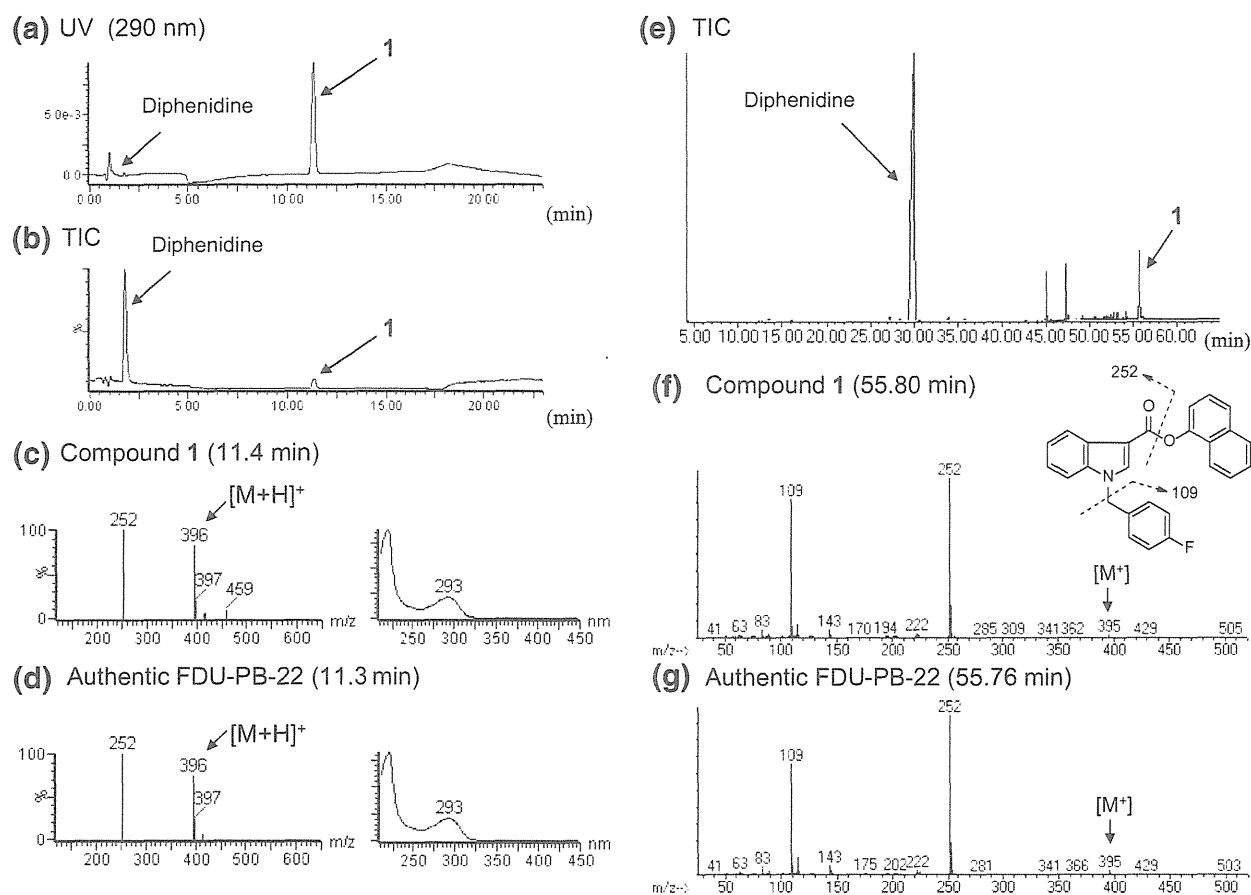 (a) UV (290 nm)
1
Diphenidine
5.0e-3
0.0
0.00 5.00 10.00 15.00 20.00
(min)
(b) TIC
Diphenidine
1
%
0.00 5.00 10.00 15.00 20.00
(min)
(c) Compound 1 (11.4 min)
[M+H]+
252
396
397
459
293
100
%
0
200 300 400 500 600 m/z
250 300 350 400 450 nm
(d) Authentic FDU-PB-22 (11.3 min)
[M+H]+
252
396
397
293
100
%
0
200 300 400 500 600 m/z
250 300 350 400 450 nm
(e) TIC
Diphenidine
1
5.00 10.00 15.00 20.00 25.00 30.00 35.00 40.00 45.00 50.00 55.00 60.00
(min)
(f) Compound 1 (55.80 min)
252
O
O
N
109
F
252
109
[M+]
41 63 83 143 170 194 222 285 309 341 362 395 429 505
m/z--> 50 100 150 200 250 300 350 400 450 500
(g) Authentic FDU-PB-22 (55.76 min)
252
109
[M+]
41 63 83 143 175 202 222 281 341 366 395 429 503
m/z--> 50 100 150 200 250 300 350 400 450 500